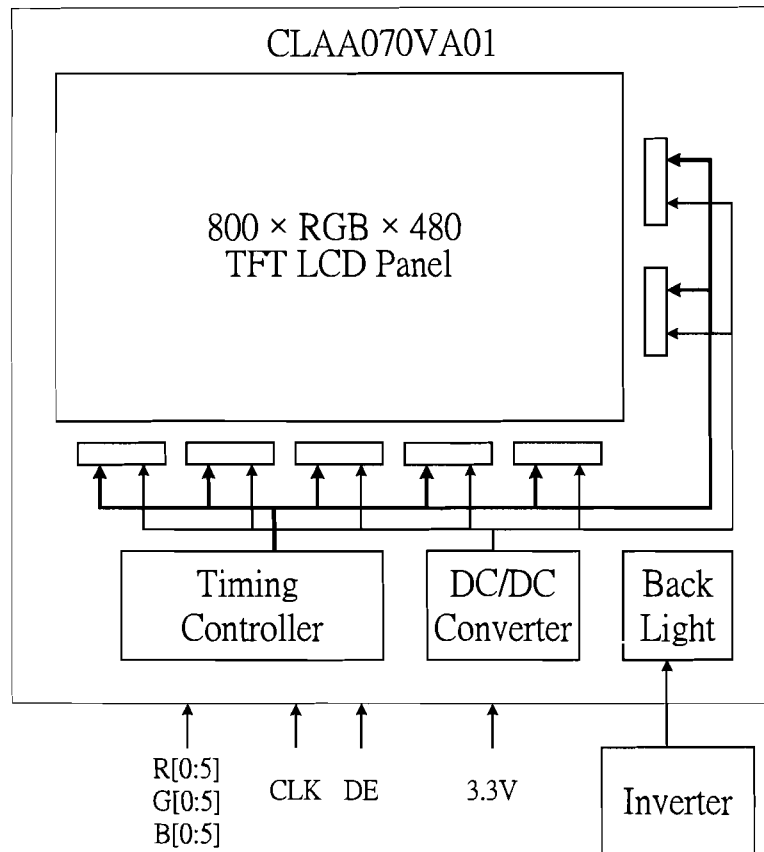 CLAA070VA01
800 × RGB × 480
TFT LCD Panel
Timing
Controller
DC/DC
Converter
Back
Light
R[0:5]
G[0:5]
B[0:5]
CLK
DE
3.3V
Inverter